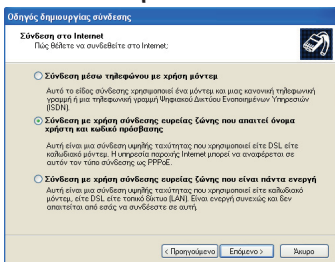 Οδηγός δημιουργίας σύνδεσης
Σύνδεση στο Internet
Πώς θέλετε να συνδεθείτε στο Internet;
Σύνδεση μέσω τηλεφώνου με χρήση μόντεμ
Αυτό το είδος σύνδεσης χρησιμοποιεί ένα μόντεμ και μιας κανονική τηλεφωνική
γραμμή ή μια τηλεφωνική γραμμή Ψηφιακού Δικτύου Ενοποιημένων Υπηρεσιών
(ISDN).
Σύνδεση με χρήση σύνδεσης ευρείας ζώνης που απαιτεί όνομα
χρήστη και κωδικό πρόσβασης
Αυτή είναι μια σύνδεση υψηλής ταχύτητας που χρησιμοποιεί είτε DSL είτε
καλωδιακό μόντεμ. Η υπηρεσία παροχής Internet μπορεί να αναφέρεται σε
αυτόν τον τύπο σύνδεσης ως PPPoE.
Σύνδεση με χρήση σύνδεσης ευρείας ζώνης που είναι πάντα ενεργή
Αυτή είναι μια σύνδεση υψηλής ταχύτητας που χρησιμοποιεί είτε καλωδιακό
μόντεμ, είτε DSL είτε τοπικό δίκτυο (LAN). Είναι ενεργή συνεχώς και δεν
απαιτείται από εσάς να συνδέεστε σε αυτή.
< Προηγούμενο
Επόμενο >
Άκυρο